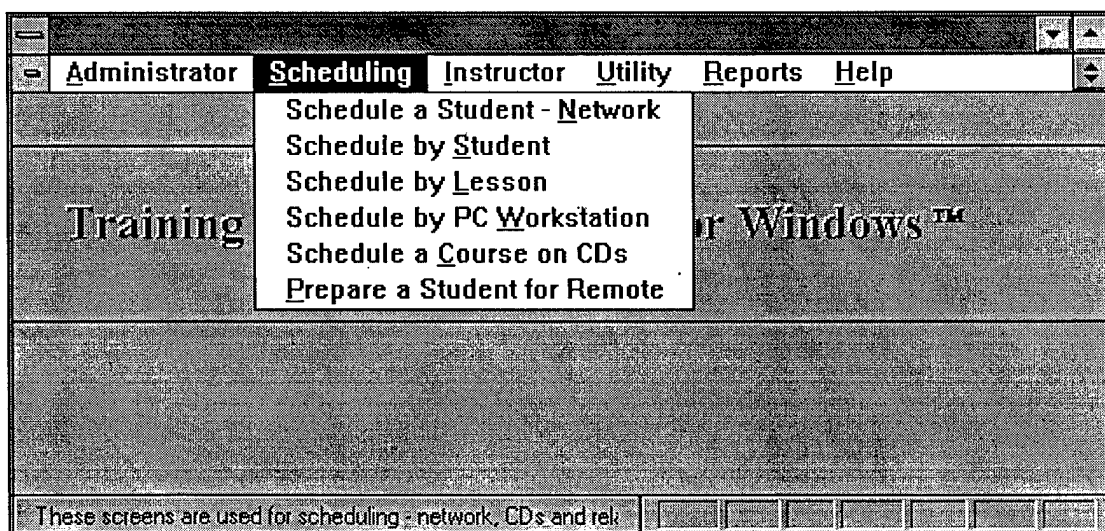 Administrator Scheduling Instructor Utility Reports Help
Schedule a Student - Network
Schedule by Student
Schedule by Lesson
Schedule by PC Workstation
Schedule a Course on CDs
Prepare a Student for Remote
Training or Windows™
These screens are used for scheduling - network, CDs and rela